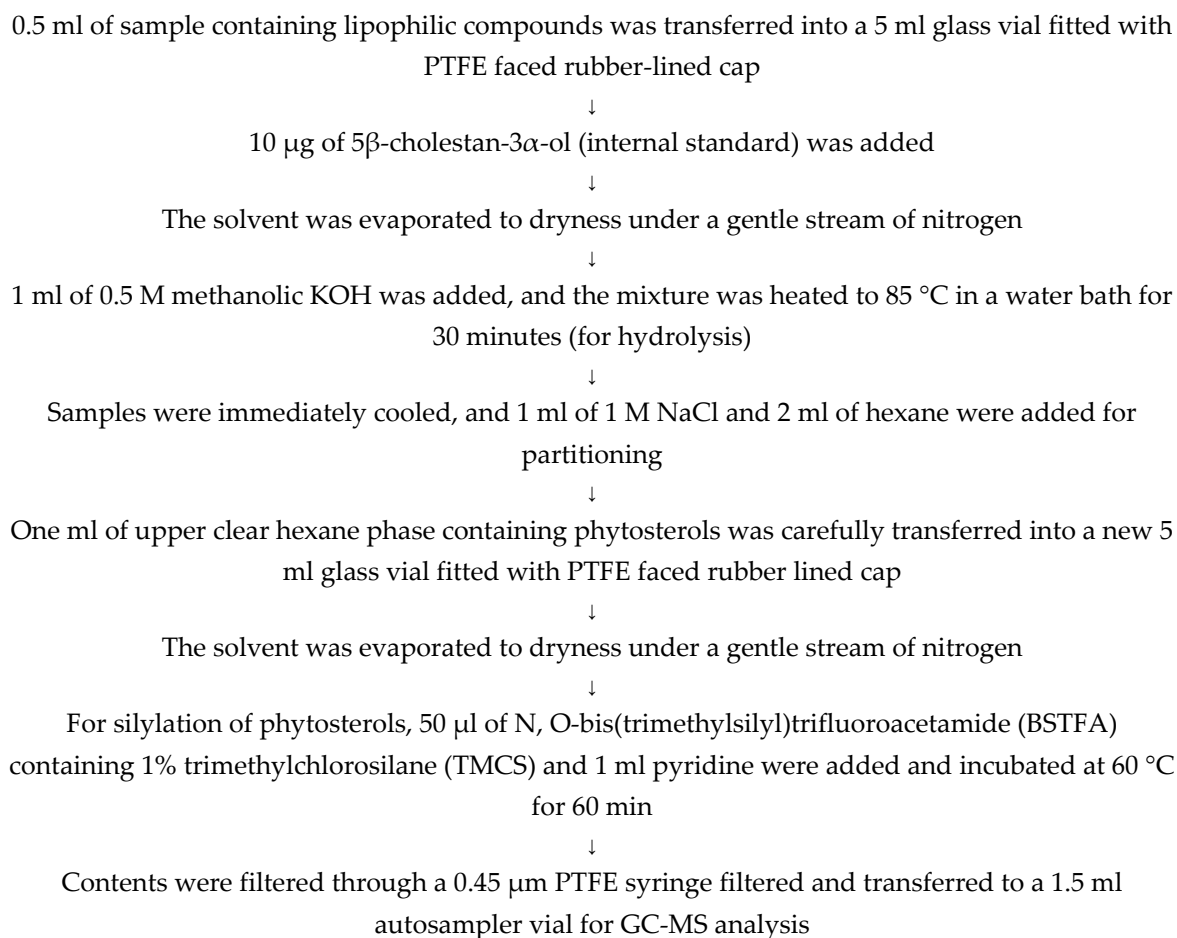 0.5 ml of sample containing lipophilic compounds was transferred into a 5 ml glass vial fitted with
PTFE faced rubber-lined cap
↓
10 µg of 5β-cholestan-3α-ol (internal standard) was added
↓
The solvent was evaporated to dryness under a gentle stream of nitrogen
↓
1 ml of 0.5 M methanolic KOH was added, and the mixture was heated to 85 °C in a water bath for
30 minutes (for hydrolysis)
↓
Samples were immediately cooled, and 1 ml of 1 M NaCl and 2 ml of hexane were added for
partitioning
↓
One ml of upper clear hexane phase containing phytosterols was carefully transferred into a new 5
ml glass vial fitted with PTFE faced rubber lined cap
↓
The solvent was evaporated to dryness under a gentle stream of nitrogen
↓
For silylation of phytosterols, 50 µl of N, O-bis(trimethylsilyl)trifluoroacetamide (BSTFA)
containing 1% trimethylchlorosilane (TMCS) and 1 ml pyridine were added and incubated at 60 °C
for 60 min
↓
Contents were filtered through a 0.45 µm PTFE syringe filtered and transferred to a 1.5 ml
autosampler vial for GC-MS analysis